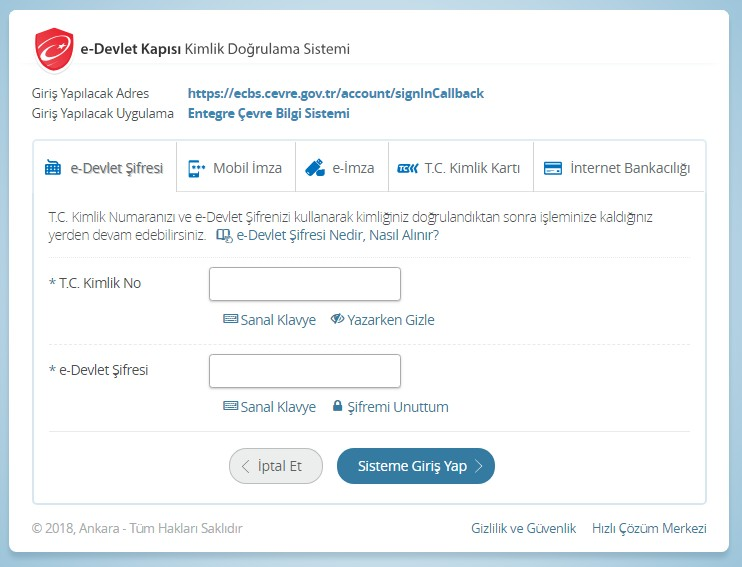 e-Devlet Kapısı Kimlik Doğrulama Sistemi
Giriş Yapılacak Adres https://ecbs.cevre.gov.tr/account/signInCallback
Giriş Yapılacak Uygulama Entegre Çevre Bilgi Sistemi
e-Devlet Şifresi Mobil İmza e-İmza T.C. Kimlik Kartı İnternet Bankacılığı
T.C. Kimlik Numaranızı ve e-Devlet Şifrenizi kullanarak kimliğiniz doğrulandıktan sonra işleminize kaldığınız
yerden devam edebilirsiniz. e-Devlet Şifresi Nedir, Nasıl Alınır?
* T.C. Kimlik No
Sanal Klavye Yazarken Gizle
* e-Devlet Şifresi
Sanal Klavye Şifremi Unuttum
İptal Et Sisteme Giriş Yap
© 2018, Ankara - Tüm Hakları Saklıdır Gizlilik ve Güvenlik Hızlı Çözüm Merkezi